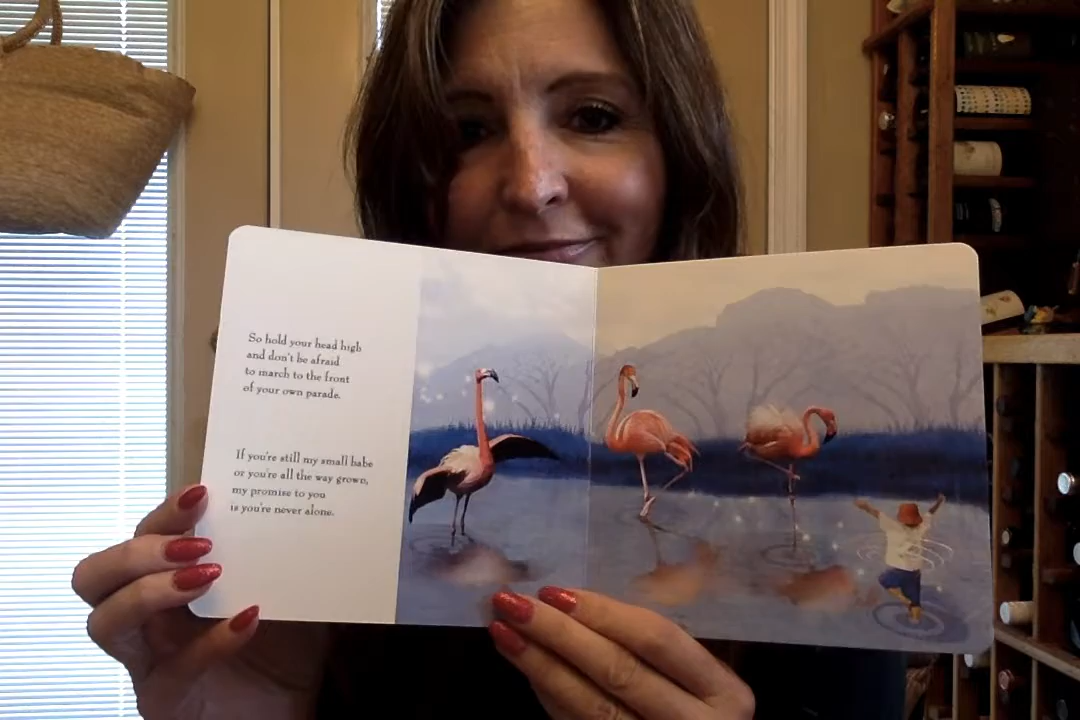 So hold your head high
and don't be afraid
to march to the front
of your own parade.
If you're still my small babe
or you're all the way grown,
my promise to you
is you're never alone.